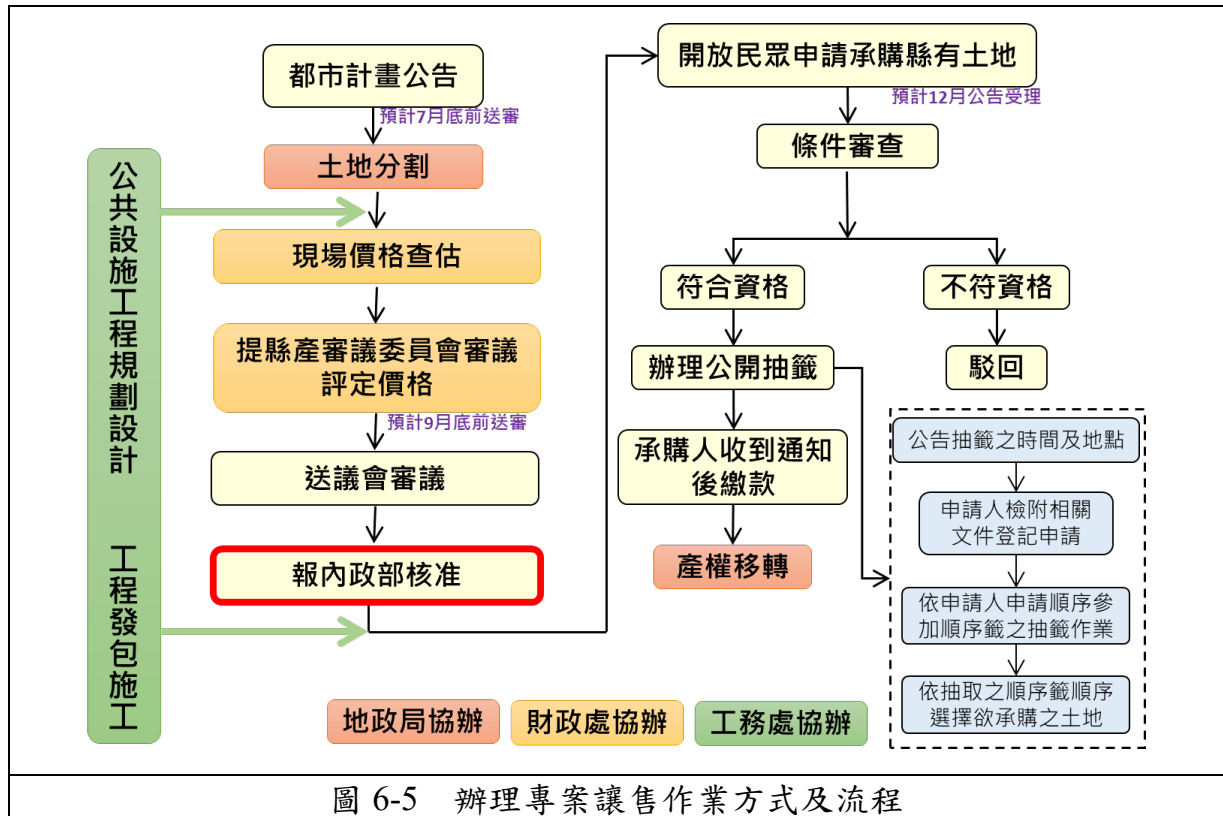 都市計畫公告
預計7月底前送審
土地分割
現場價格查估
提縣產審議委員會審議
評定價格
預計9月底前送審
送議會審議
報內政部核准
公共設施工程規劃設計
工程發包施工
開放民眾申請承購縣有土地
預計12月公告受理
條件審查
符合資格
不符資格
辦理公開抽籤
駁回
承購人收到通知
後繳款
產權移轉
公告抽籤之時間及地點
申請人檢附相關
文件登記申請
依申請人申請順序參
加順序籤之抽籤作業
依抽取之順序籤順序
選擇欲承購之土地
地政局協辦
財政處協辦
工務處協辦
圖 6-5 辦理專案讓售作業方式及流程